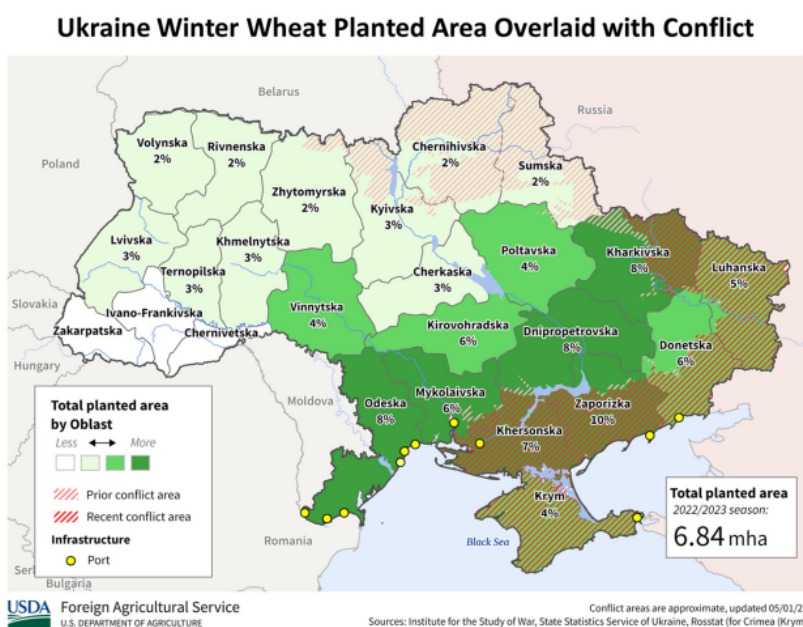 Ukraine Winter Wheat Planted Area Overlaid with Conflict
Belarus
Russia
Poland
Volynska
2%
Rivnenska
2%
Chernihivska
2%
Sumska
2%
Zhytomyrska
2%
Kyivska
3%
Lvivska
3%
Khmelnytska
3%
Ternopilska
3%
Poltavska
4%
Kharkivska
8%
Luhanska
5%
Cherkaska
3%
Slovakia
Ivano-Frankivska
Zakarpatska
Chernivetska
Vinnytska
4%
Kirovohradska
6%
Dnipropetrovska
8%
Donetska
6%
Hungary
Moldova
Odeska
8%
Mykolaivska
6%
Khersonska
7%
Zaporizka
10%
Krym
4%
Black Sea
Romania
Bulgaria
Total planted area
by Oblast
Less More
Prior conflict area
Recent conflict area
Infrastructure
Port
Total planted area
2022/2023 season:
6.84 mha
USDA Foreign Agricultural Service
U.S. DEPARTMENT OF AGRICULTURE
Conflict areas are approximate, updated 05/01/2
Sources: Institute for the Study of War, State Statistics Service of Ukraine, Rosstat (for Crimea (Krym